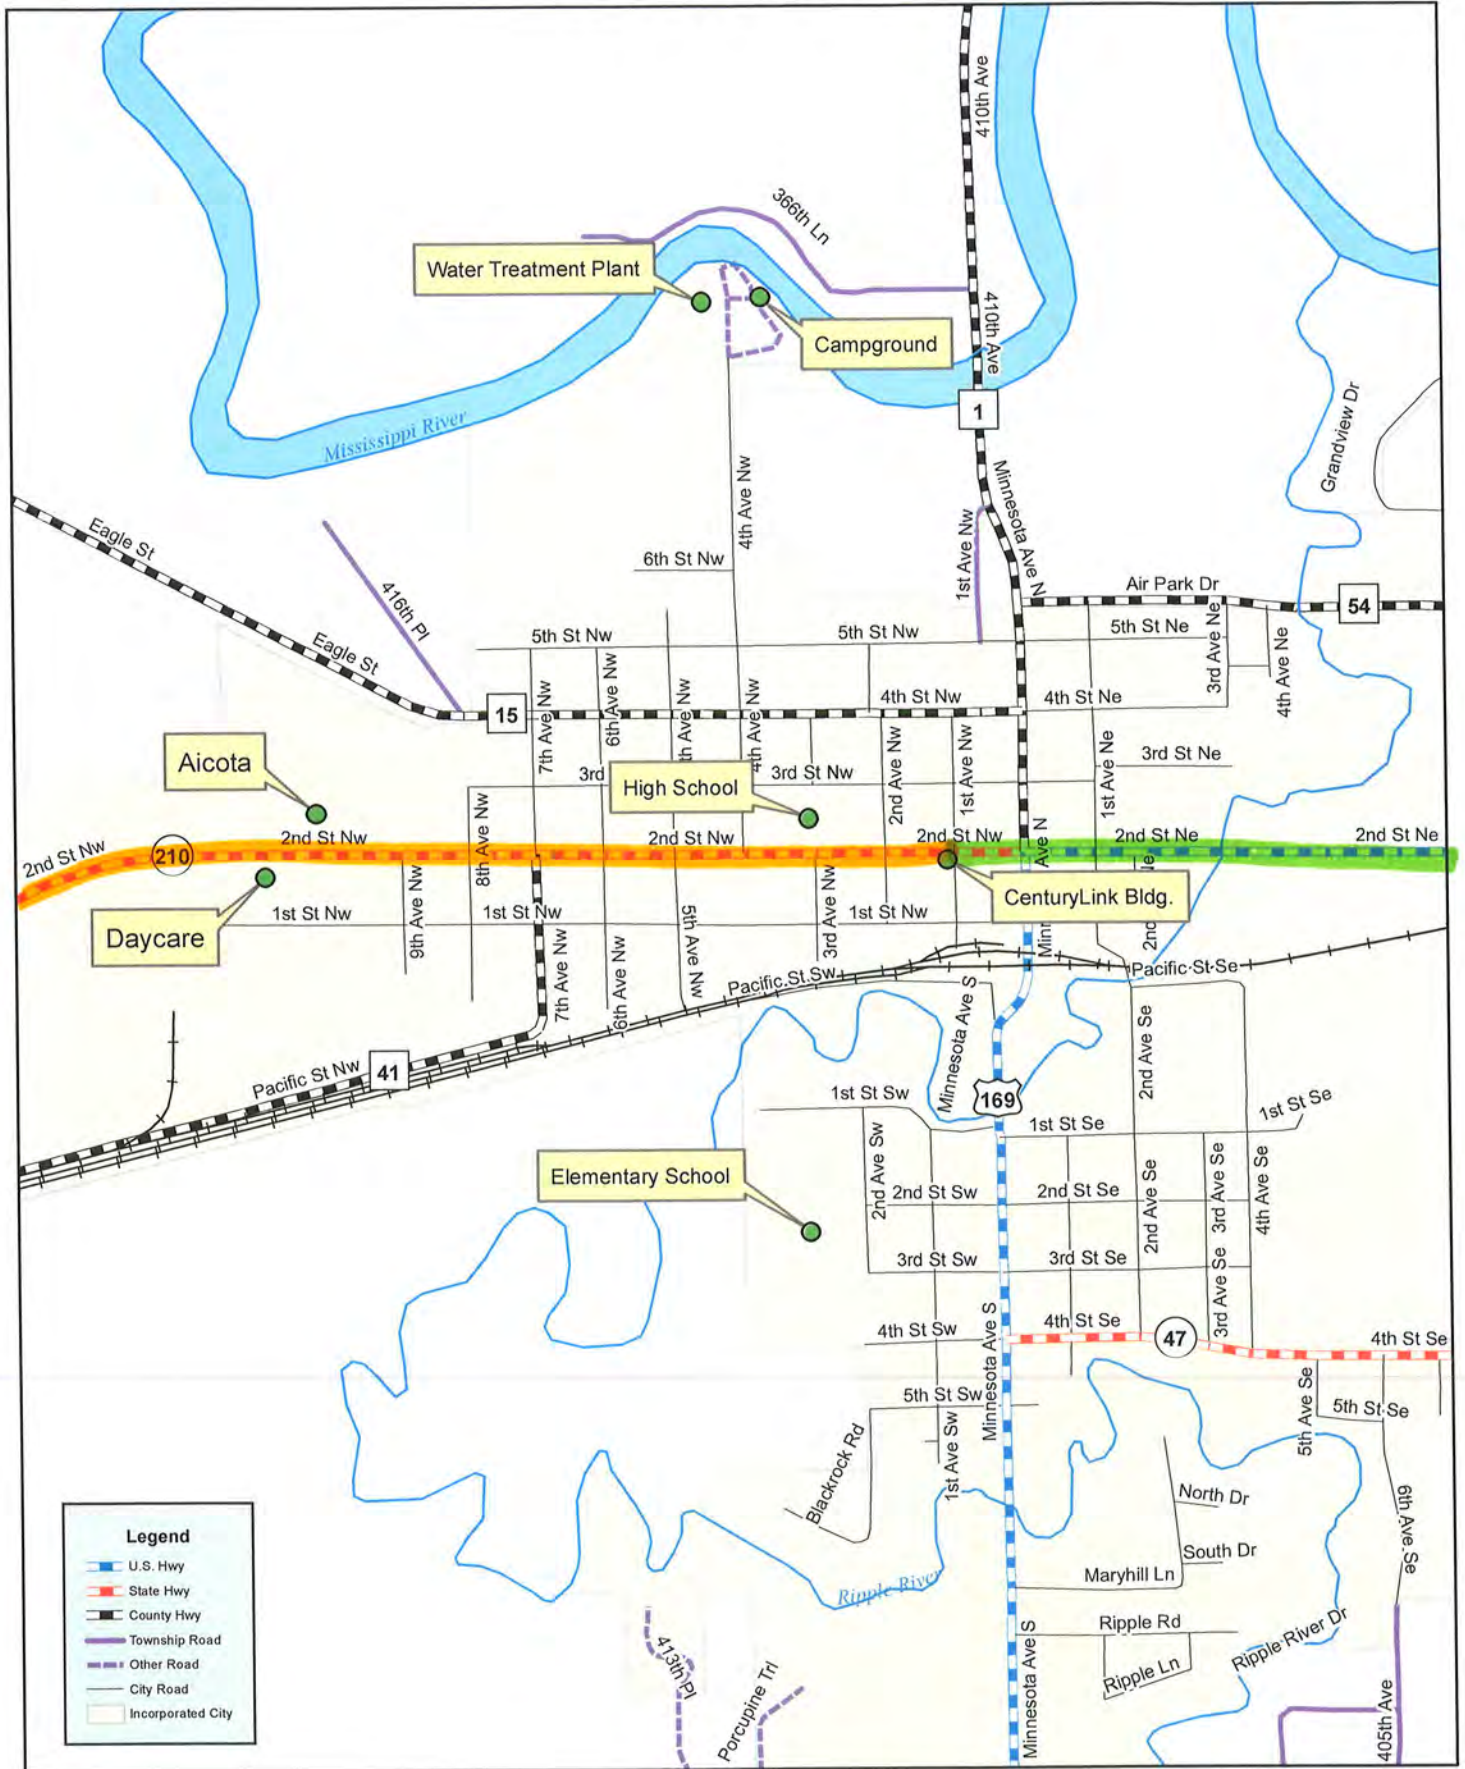 410th Ave
366th Ln
Water Treatment Plant
Campground
410th Ave
1
Mississippi River
Grandview Dr
Minnesota Ave N
4th Ave Nw
1st Ave Nw
Eagle St
6th St Nw
Air Park Dr
54
416th Pl
5th St Nw
5th St Nw
5th St Ne
3rd Ave Ne
4th Ave Ne
Eagle St
6th Ave Nw
7th Ave Nw
th Ave Nw
4th Ave Nw
4th St Nw
4th St Ne
15
2nd Ave Nw
1st Ave Nw
1st Ave Ne
3rd St Ne
Aicota
3rd
High School
3rd St Nw
8th Ave Nw
2nd St Nw
210
2nd St Nw
2nd St Nw
2nd St Nw
Ave N
2nd St Ne
2nd St Ne
CenturyLink Bldg.
Daycare
1st St Nw
9th Ave Nw
1st St Nw
5th Ave Nw
3rd Ave Nw
1st St Nw
Minn
2nd
Ne
7th Ave Nw
6th Ave Nw
Pacific St Sw
Pacific St Se
Minnesota Ave S
2nd Ave Se
Pacific St Nw
41
169
1st St Sw
1st St Se
1st St Se
Elementary School
2nd Ave Sw
2nd St Sw
2nd St Se
2nd Ave Se
3rd Ave Se
4th Ave Se
3rd St Sw
3rd St Se
3rd Ave Se
4th St Sw
Minnesota Ave S
4th St Se
47
4th St Se
5th St Sw
5th Ave Se
5th St Se
Blackrock Rd
1st Ave Sw
North Dr
6th Ave Se
South Dr
Maryhill Ln
Ripple River
Ripple Rd
Ripple River Dr
Ripple Ln
413th Pl
Porcupine Trl
Minnesota Ave S
405th Ave
Legend
U.S. Hwy
State Hwy
County Hwy
Township Road
Other Road
City Road
Incorporated City